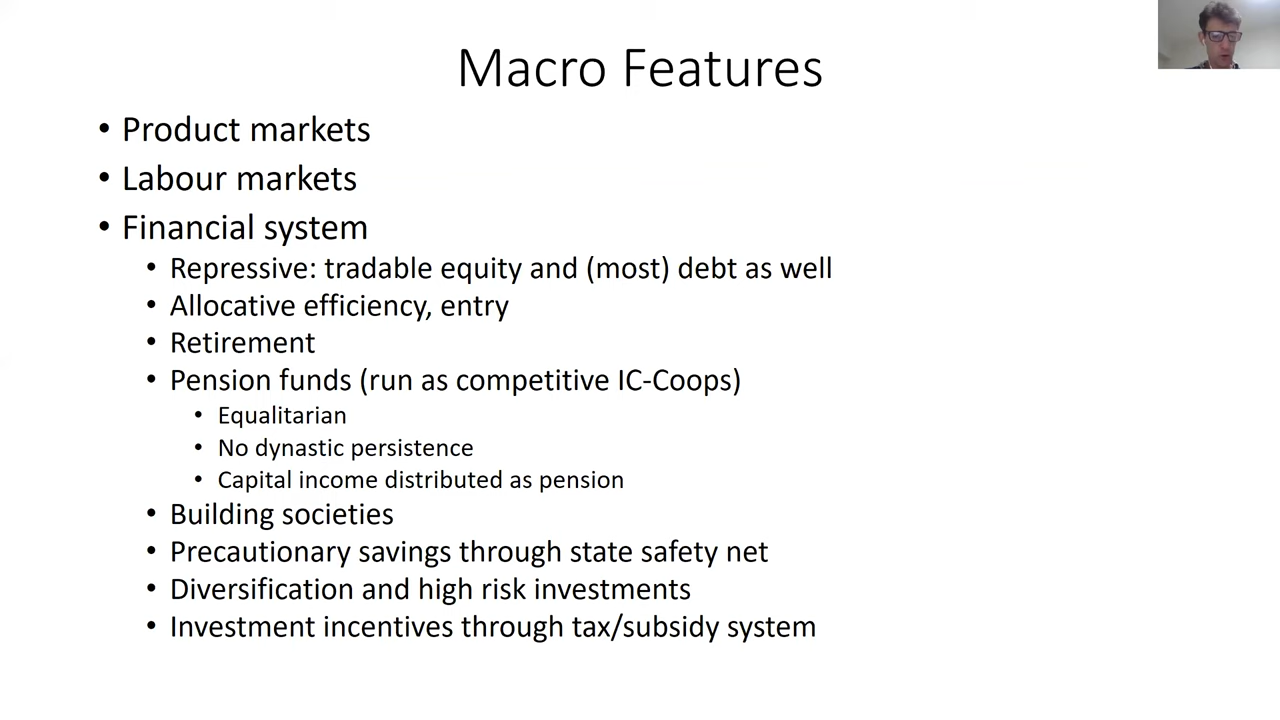 Macro Features
• Product markets
• Labour markets
• Financial system
• Repressive: tradable equity and (most) debt as well
• Allocative efficiency, entry
• Retirement
• Pension funds (run as competitive IC-Coops)
• Equalitarian
• No dynastic persistence
• Capital income distributed as pension
• Building societies
• Precautionary savings through state safety net
• Diversification and high risk investments
• Investment incentives through tax/subsidy system